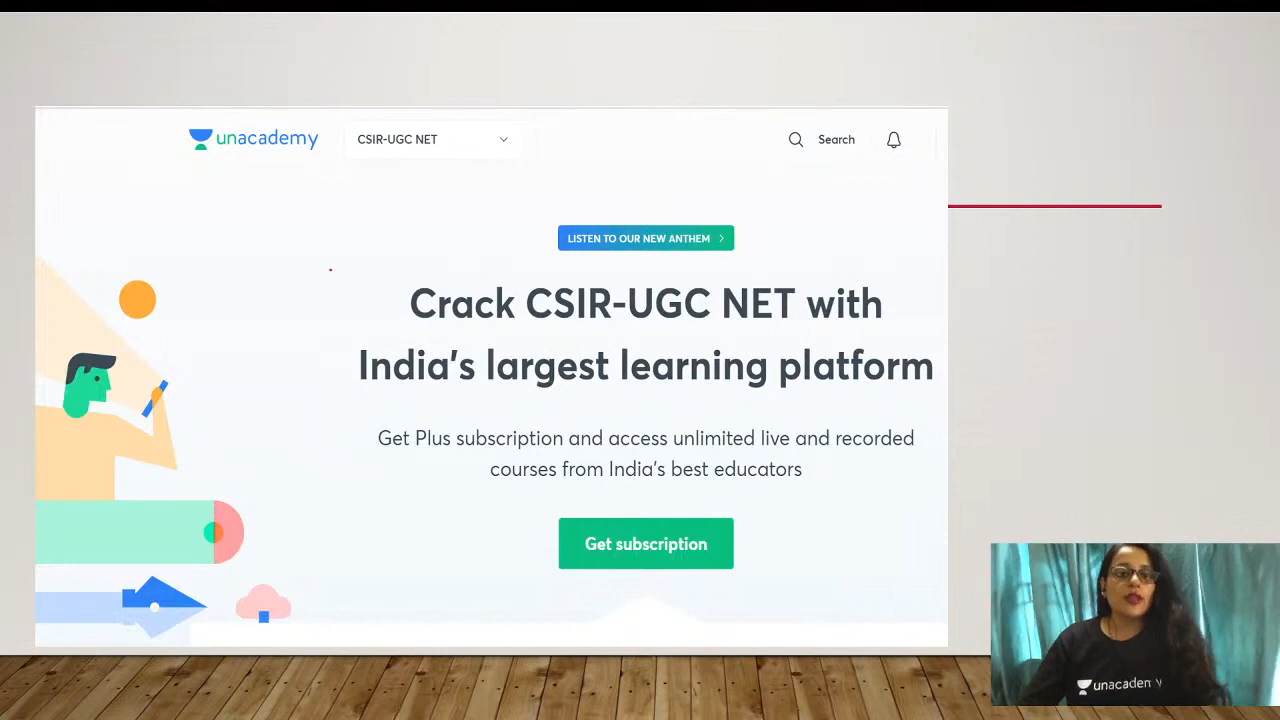 unacademy
CSIR-UGC NET
Search
LISTEN TO OUR NEW ANTHEM
Crack CSIR-UGC NET with
India's largest learning platform
Get Plus subscription and access unlimited live and recorded
courses from India's best educators
Get subscription
unacademy